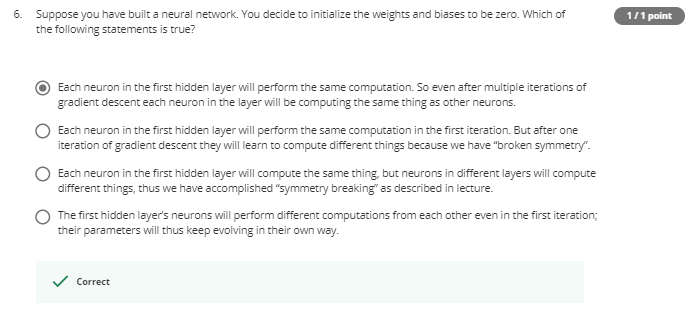 6. Suppose you have built a neural network. You decide to initialize the weights and biases to be zero. Which of
the following statements is true?
1 / 1 point
Each neuron in the first hidden layer will perform the same computation. So even after multiple iterations of
gradient descent each neuron in the layer will be computing the same thing as other neurons.
Each neuron in the first hidden layer will perform the same computation in the first iteration. But after one
iteration of gradient descent they will learn to compute different things because we have "broken symmetry".
Each neuron in the first hidden layer will compute the same thing, but neurons in different layers will compute
different things, thus we have accomplished "symmetry breaking" as described in lecture.
The first hidden layer's neurons will perform different computations from each other even in the first iteration;
their parameters will thus keep evolving in their own way.
Correct